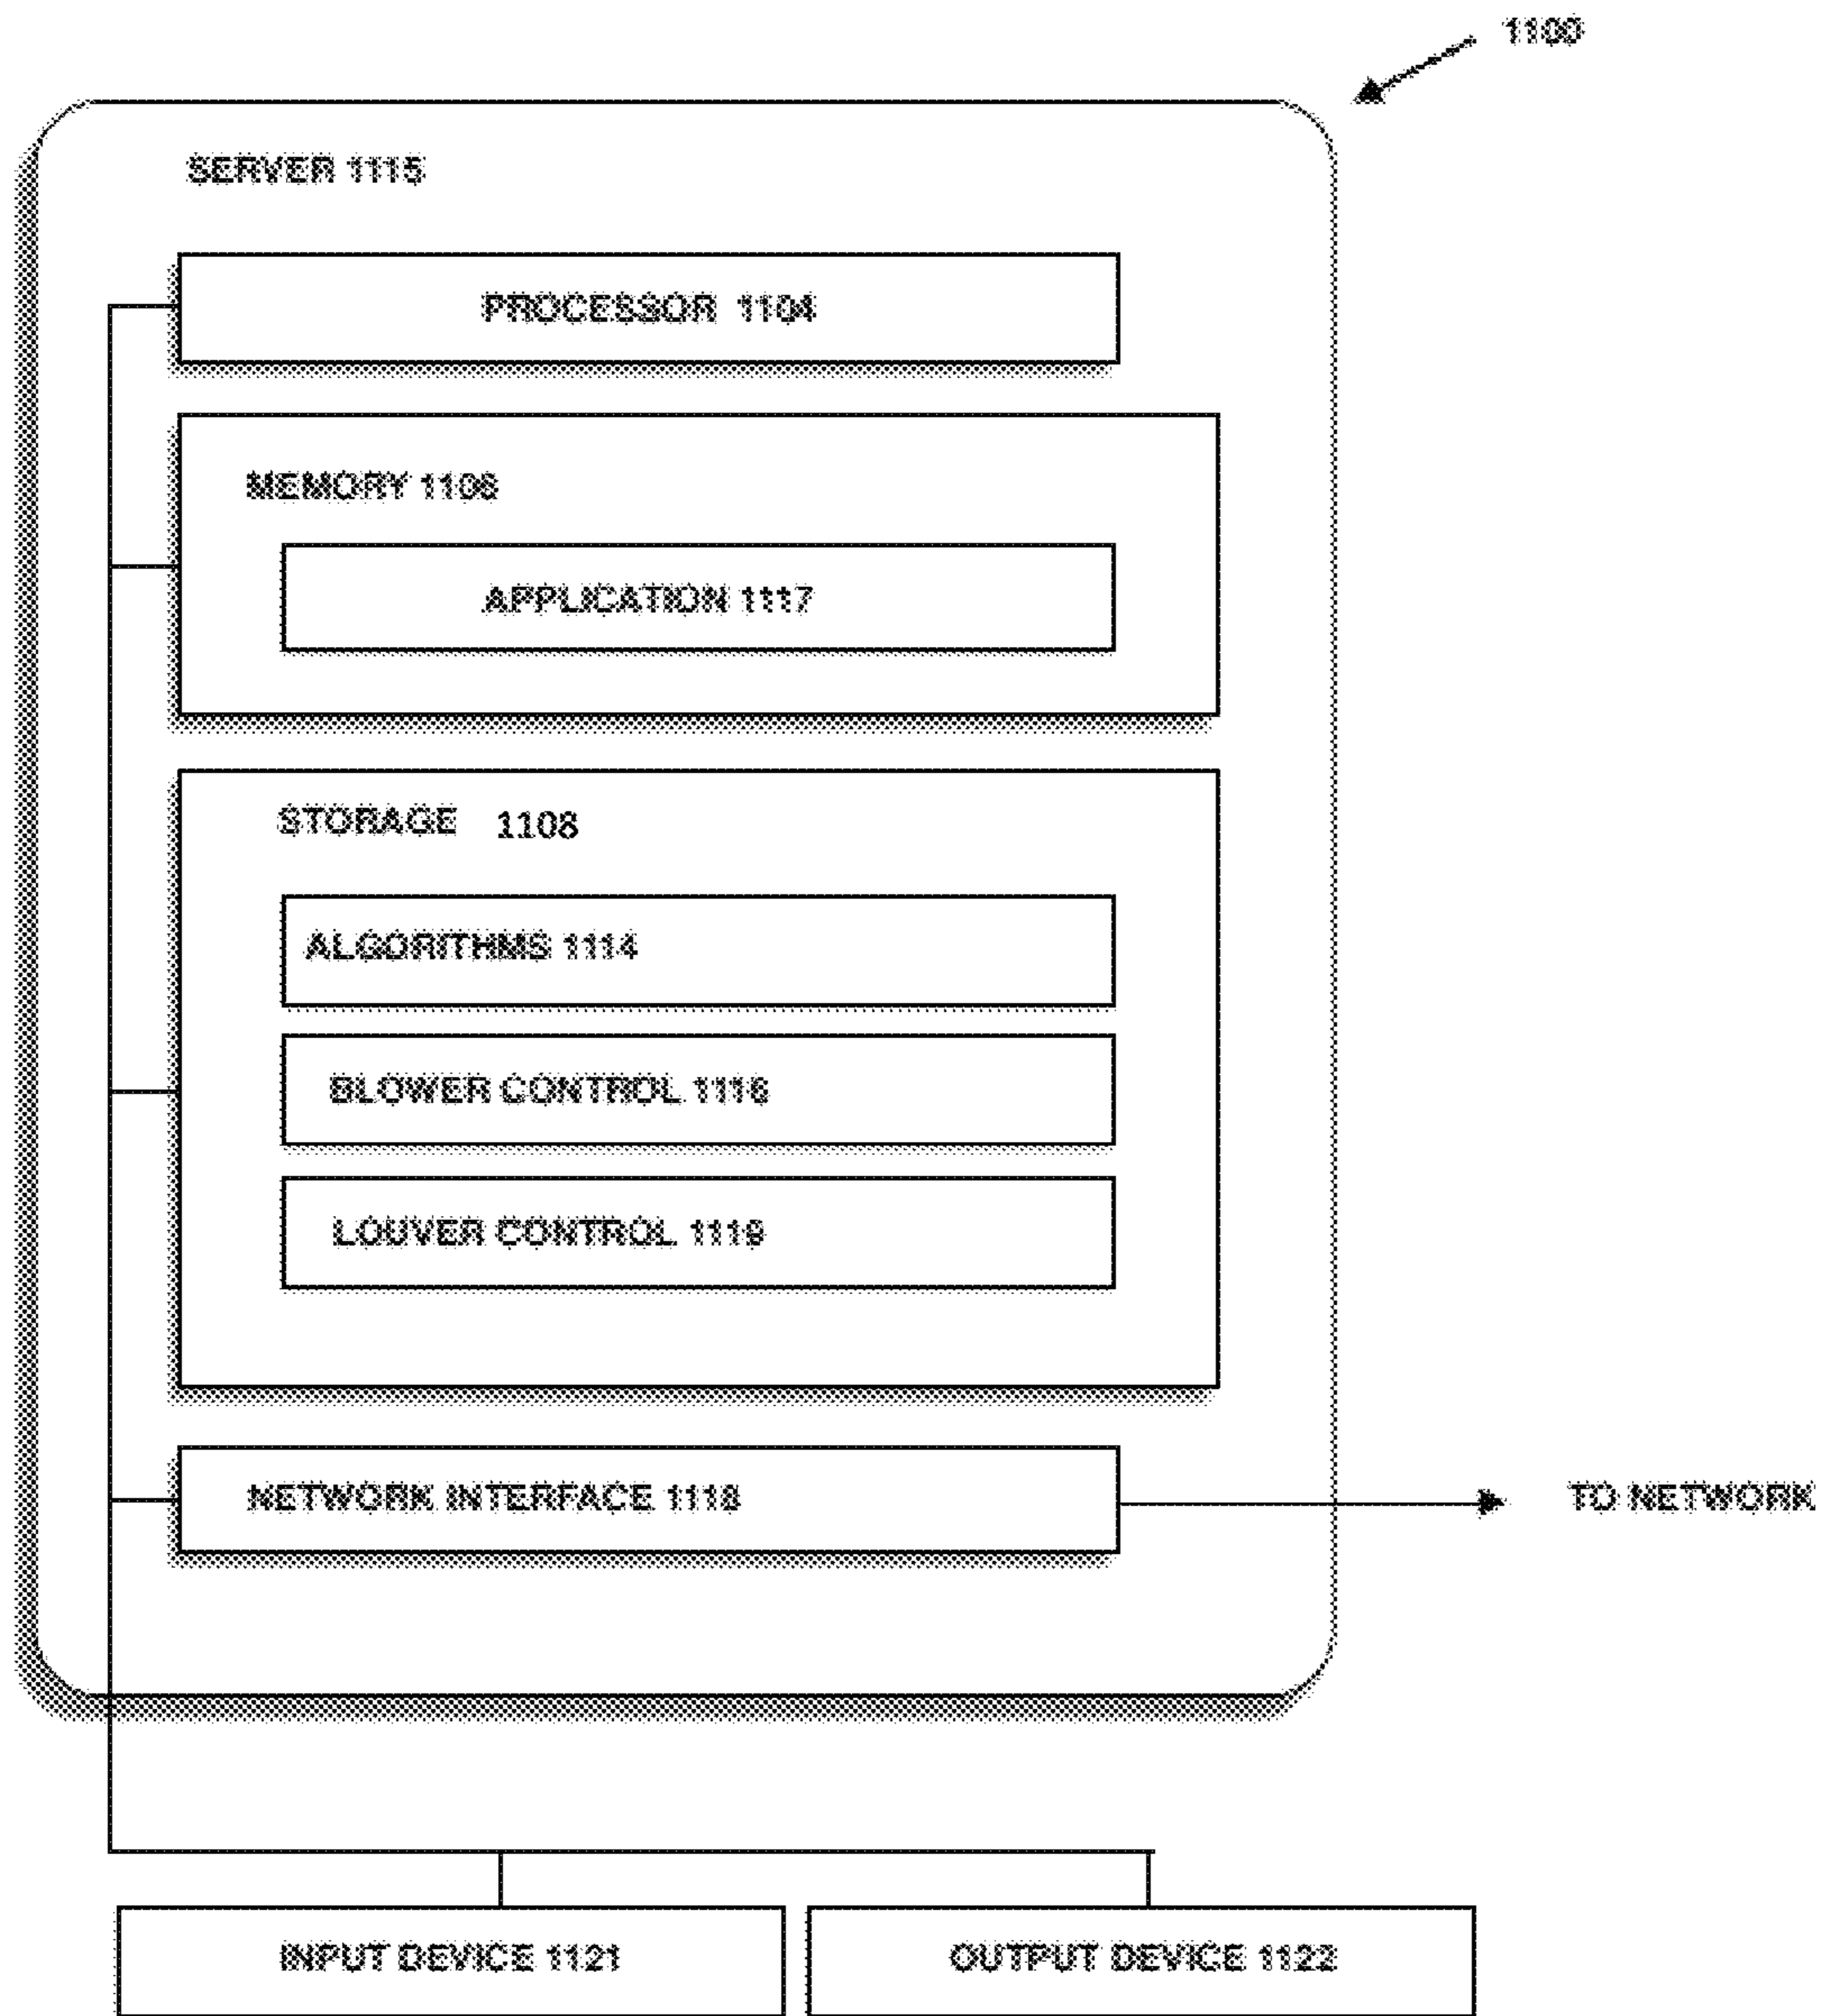 1100
SERVER 1115
PROCESSOR 1104
MEMORY 1106
APPLICATION 1117
STORAGE 1108
ALGORITHMS 1114
BLOWER CONTROL 1116
LOUVER CONTROL 1119
NETWORK INTERFACE 1118
TO NETWORK
INPUT DEVICE 1121
OUTPUT DEVICE 1122